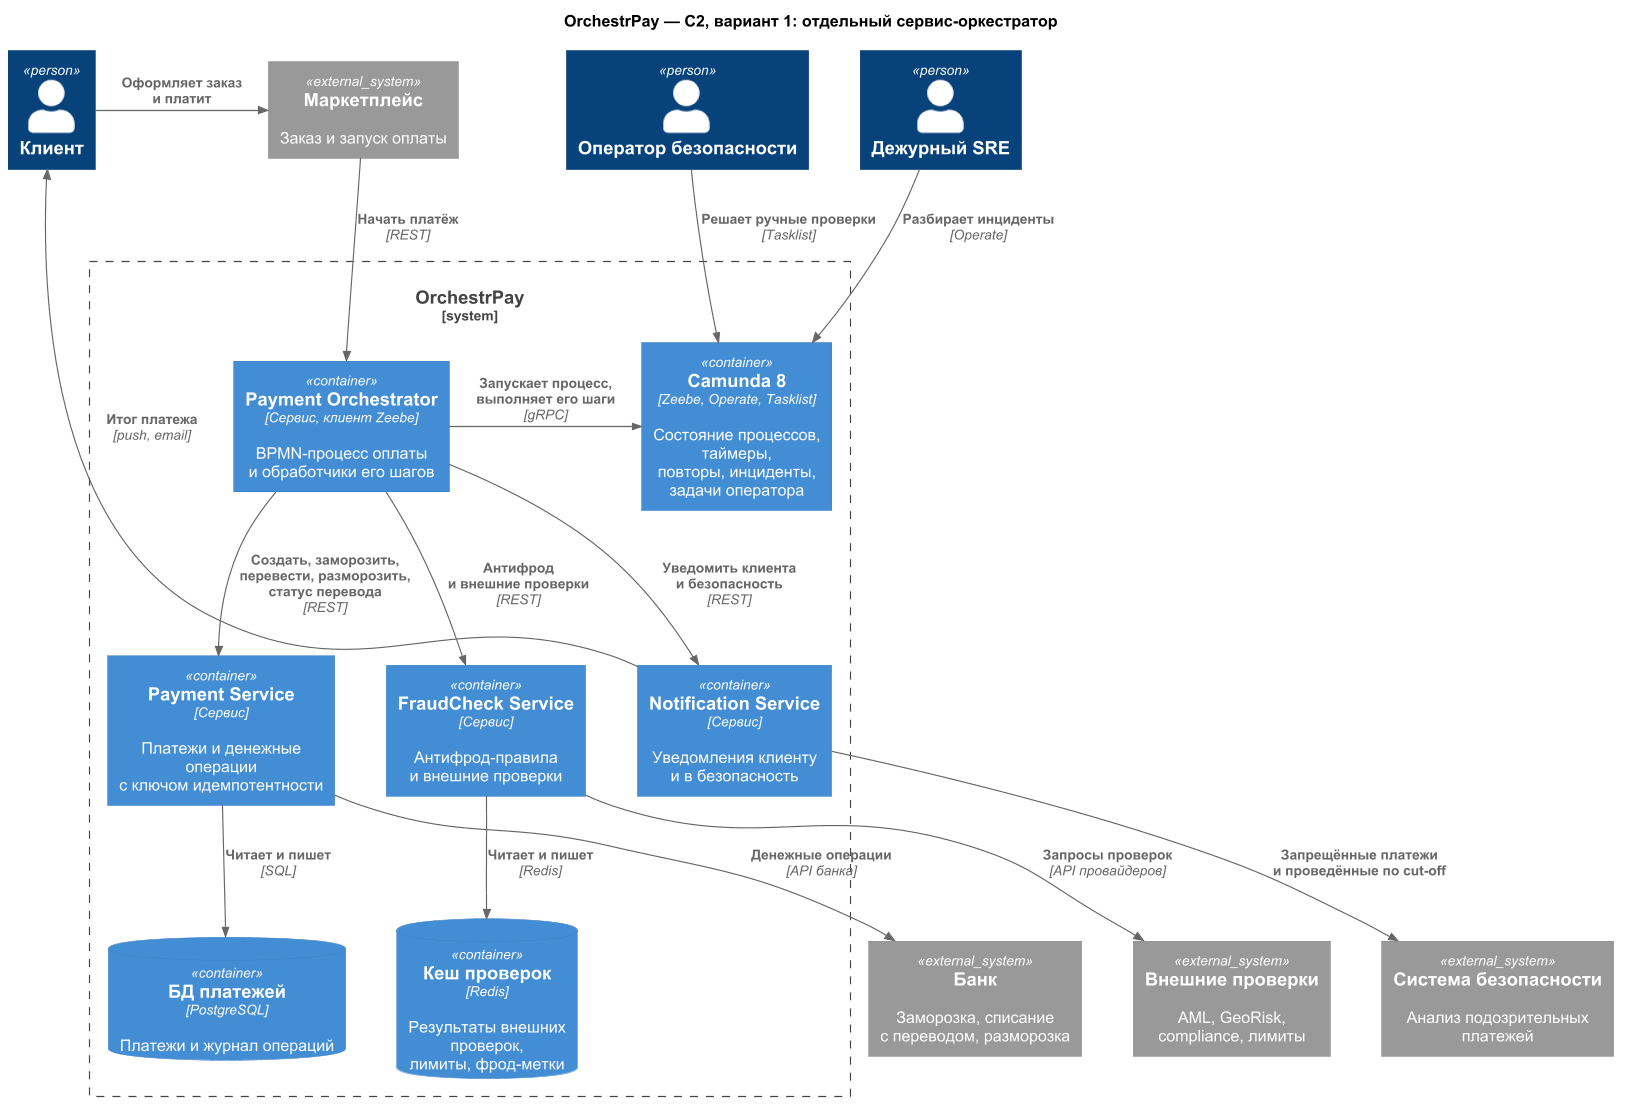 OrchestrPay — C2, вариант 1: отдельный сервис-оркестратор
«person»
Клиент
Оформляет заказ
и платит
«external_system»
Маркетплейс
Заказ и запуск оплаты
«person»
Оператор безопасности
«person»
Дежурный SRE
Начать платёж
[REST]
Решает ручные проверки
[Tasklist]
Разбирает инциденты
[Operate]
OrchestrPay
[system]
Итог платежа
[push, email]
«container»
Payment Orchestrator
[Сервис, клиент Zeebe]
BPMN-процесс оплаты
и обработчики его шагов
Запускает процесс,
выполняет его шаги
[gRPC]
«container»
Camunda 8
[Zeebe, Operate, Tasklist]
Состояние процессов,
таймеры,
повторы, инциденты,
задачи оператора
Создать, заморозить,
перевести, разморозить,
статус перевода
[REST]
Антифрод
и внешние проверки
[REST]
Уведомить клиента
и безопасность
[REST]
«container»
Payment Service
[Сервис]
Платежи и денежные
операции
с ключом идемпотентности
«container»
FraudCheck Service
[Сервис]
Антифрод-правила
и внешние проверки
«container»
Notification Service
[Сервис]
Уведомления клиенту
и в безопасность
Читает и пишет
[SQL]
Читает и пишет
[Redis]
Денежные операции
[API банка]
Запросы проверок
[API провайдеров]
Запрещённые платежи
и проведённые по cut-off
«container»
БД платежей
[PostgreSQL]
Платежи и журнал операций
«container»
Кеш проверок
[Redis]
Результаты внешних
проверок,
лимиты, фрод-метки
«external_system»
Банк
Заморозка, списание
с переводом, разморозка
«external_system»
Внешние проверки
AML, GeoRisk,
compliance, лимиты
«external_system»
Система безопасности
Анализ подозрительных
платежей